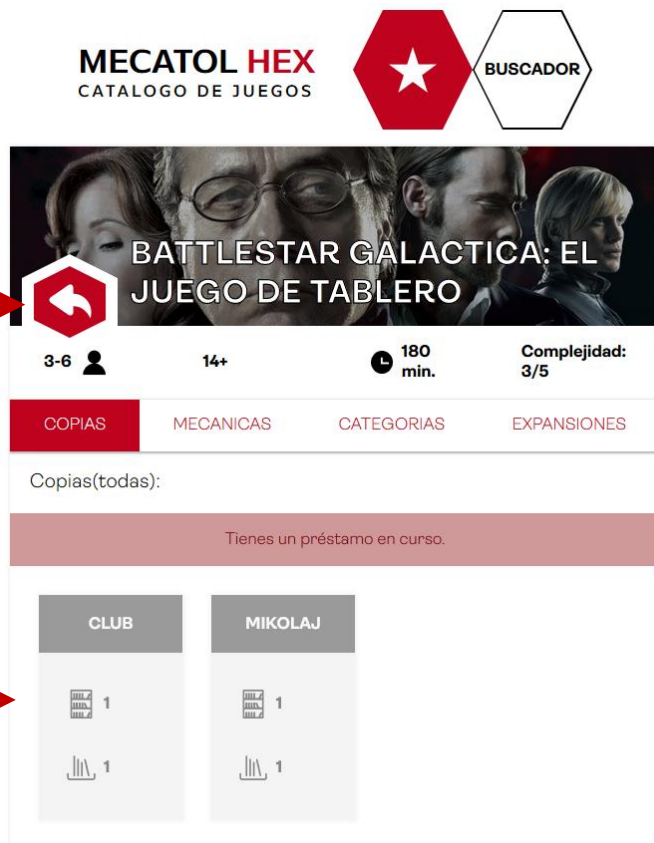 MECATOL HEX
CATALOGO DE JUEGOS
BUSCADOR
BATTLESTAR GALACTICA: EL
JUEGO DE TABLERO
3-6
14+
180
min.
Complejidad:
3/5
COPIAS
MECANICAS
CATEGORIAS
EXPANSIONES
Copias(todas):
Tienes un préstamo en curso.
CLUB
MIKOLAJ
1
1
1
1